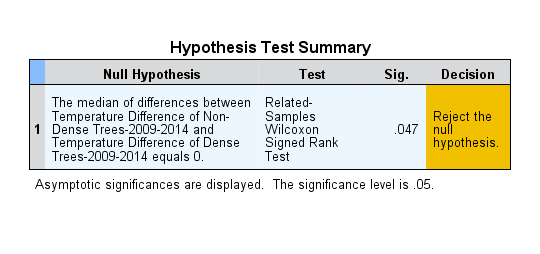 Hypothesis Test Summary
Null Hypothesis Test Sig. Decision
1 The median of differences between Temperature Difference of Non-Dense Trees-2009-2014 and Temperature Difference of Dense Trees-2009-2014 equals 0. Related-Samples Wilcoxon Signed Rank Test .047 Reject the null hypothesis.
Asymptotic significances are displayed. The significance level is .05.